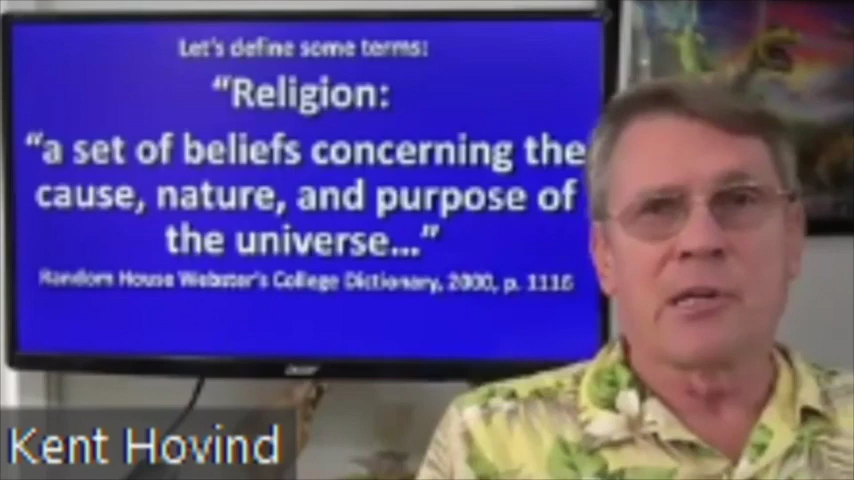 Let's define some terms:
"Religion:
"a set of beliefs concerning the
cause, nature, and purpose of
the universe..."
Random House Webster's College Dictionary, 2000, p. 1116
Kent Hovind